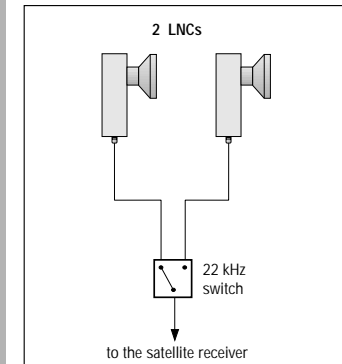 2 LNCs
22 kHz
switch
to the satellite receiver